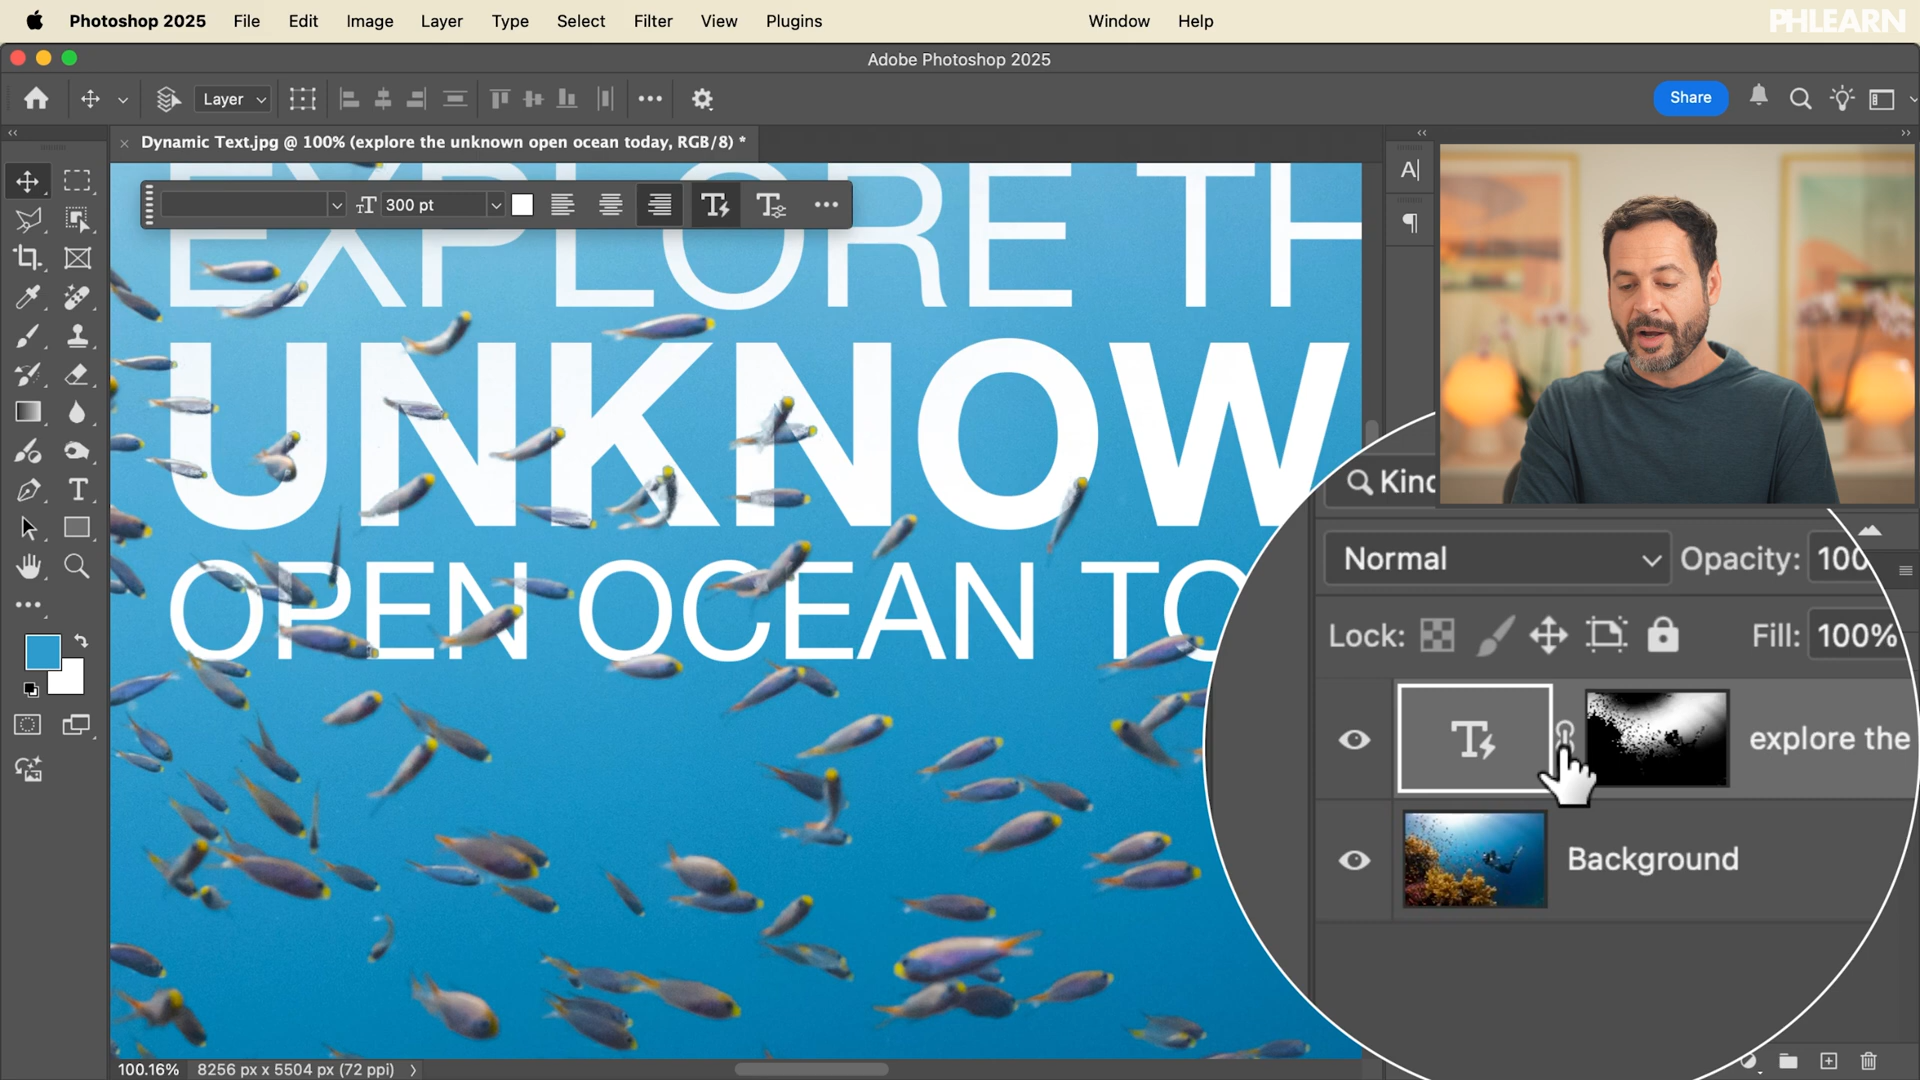 Photoshop 2025 File Edit Image Layer Type Select Filter View Plugins Window Help
PHLEARN
Adobe Photoshop 2025
Layer
Share
Dynamic Text.jpg @ 100% (explore the unknown open ocean today, RGB/8) *
300 pt
EXPLORE TH
UNKNOW
OPEN OCEAN TO
Kind
Normal Opacity: 100
Lock: Fill: 100%
explore the
Background
100.16% 8256 px x 5504 px (72 ppi)